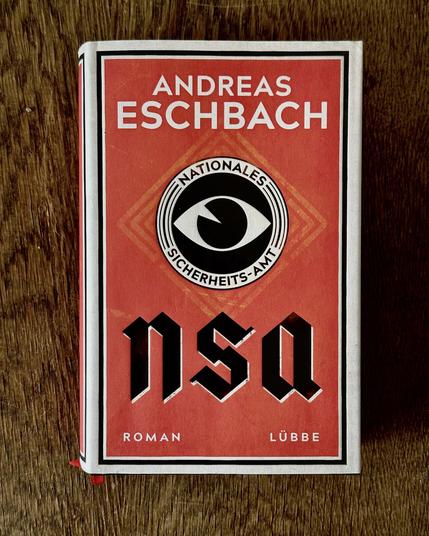 ANDREAS
ESCHBACH
NATIONALES
SICHERHEITS-AMT
nsa
ROMAN LÜBBE